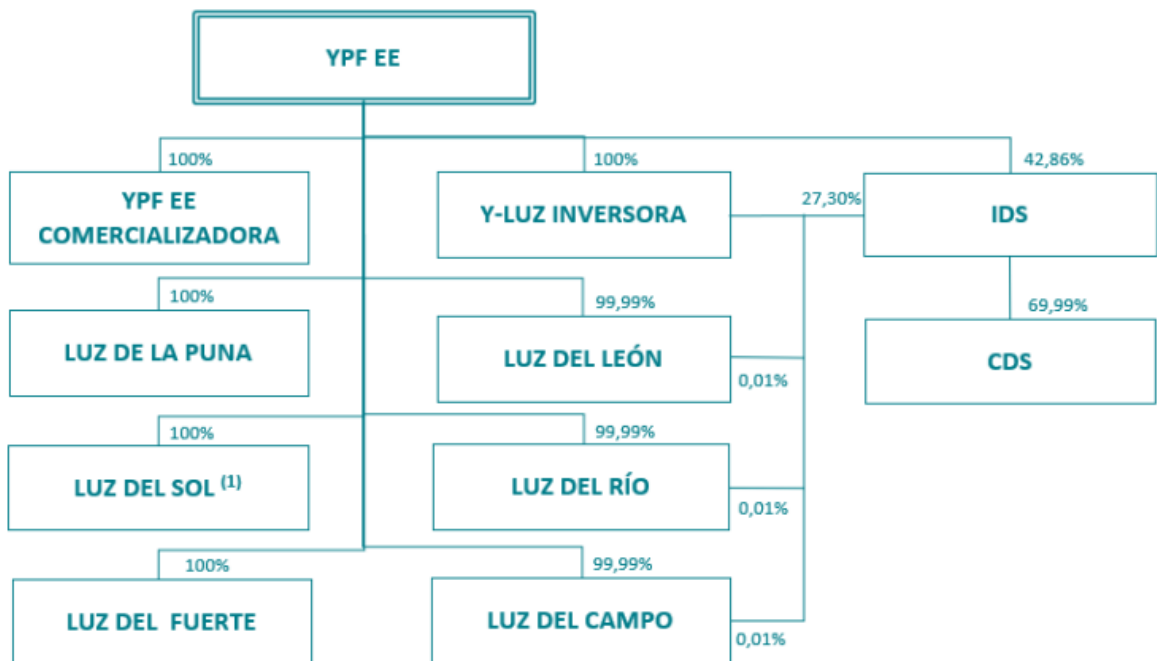 YPF EE
100%
100%
42,86%
YPF EE
COMERCIALIZADORA
Y-LUZ INVERSORA
27,30%
IDS
100%
99,99%
69,99%
LUZ DE LA PUNA
LUZ DEL LEÓN
0,01%
CDS
100%
99,99%
LUZ DEL SOL (1)
LUZ DEL RÍO
0,01%
100%
99,99%
LUZ DEL FUERTE
LUZ DEL CAMPO
0,01%